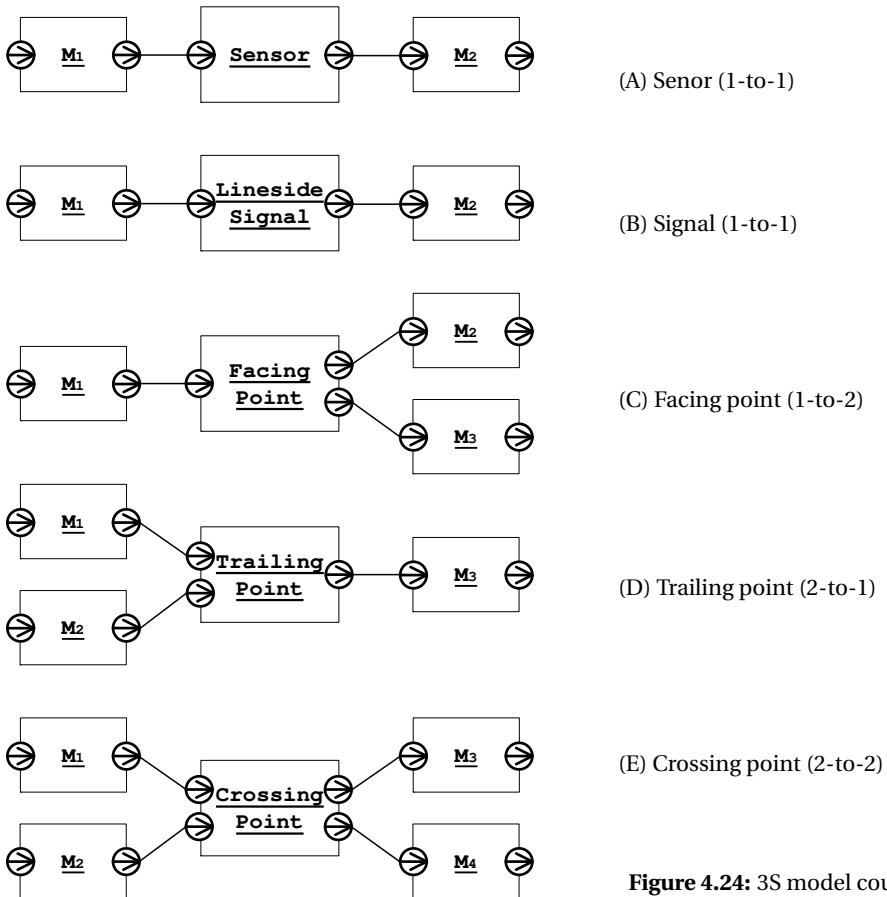 M1 Sensor M2
(A) Senor (1-to-1)
M1 Lineside Signal M2
(B) Signal (1-to-1)
M1 Facing Point M2
M3
(C) Facing point (1-to-2)
M1
M2
Trailing Point M3
(D) Trailing point (2-to-1)
M1
M2
Crossing Point
M3
M4
(E) Crossing point (2-to-2)
Figure 4.24: 3S model cou